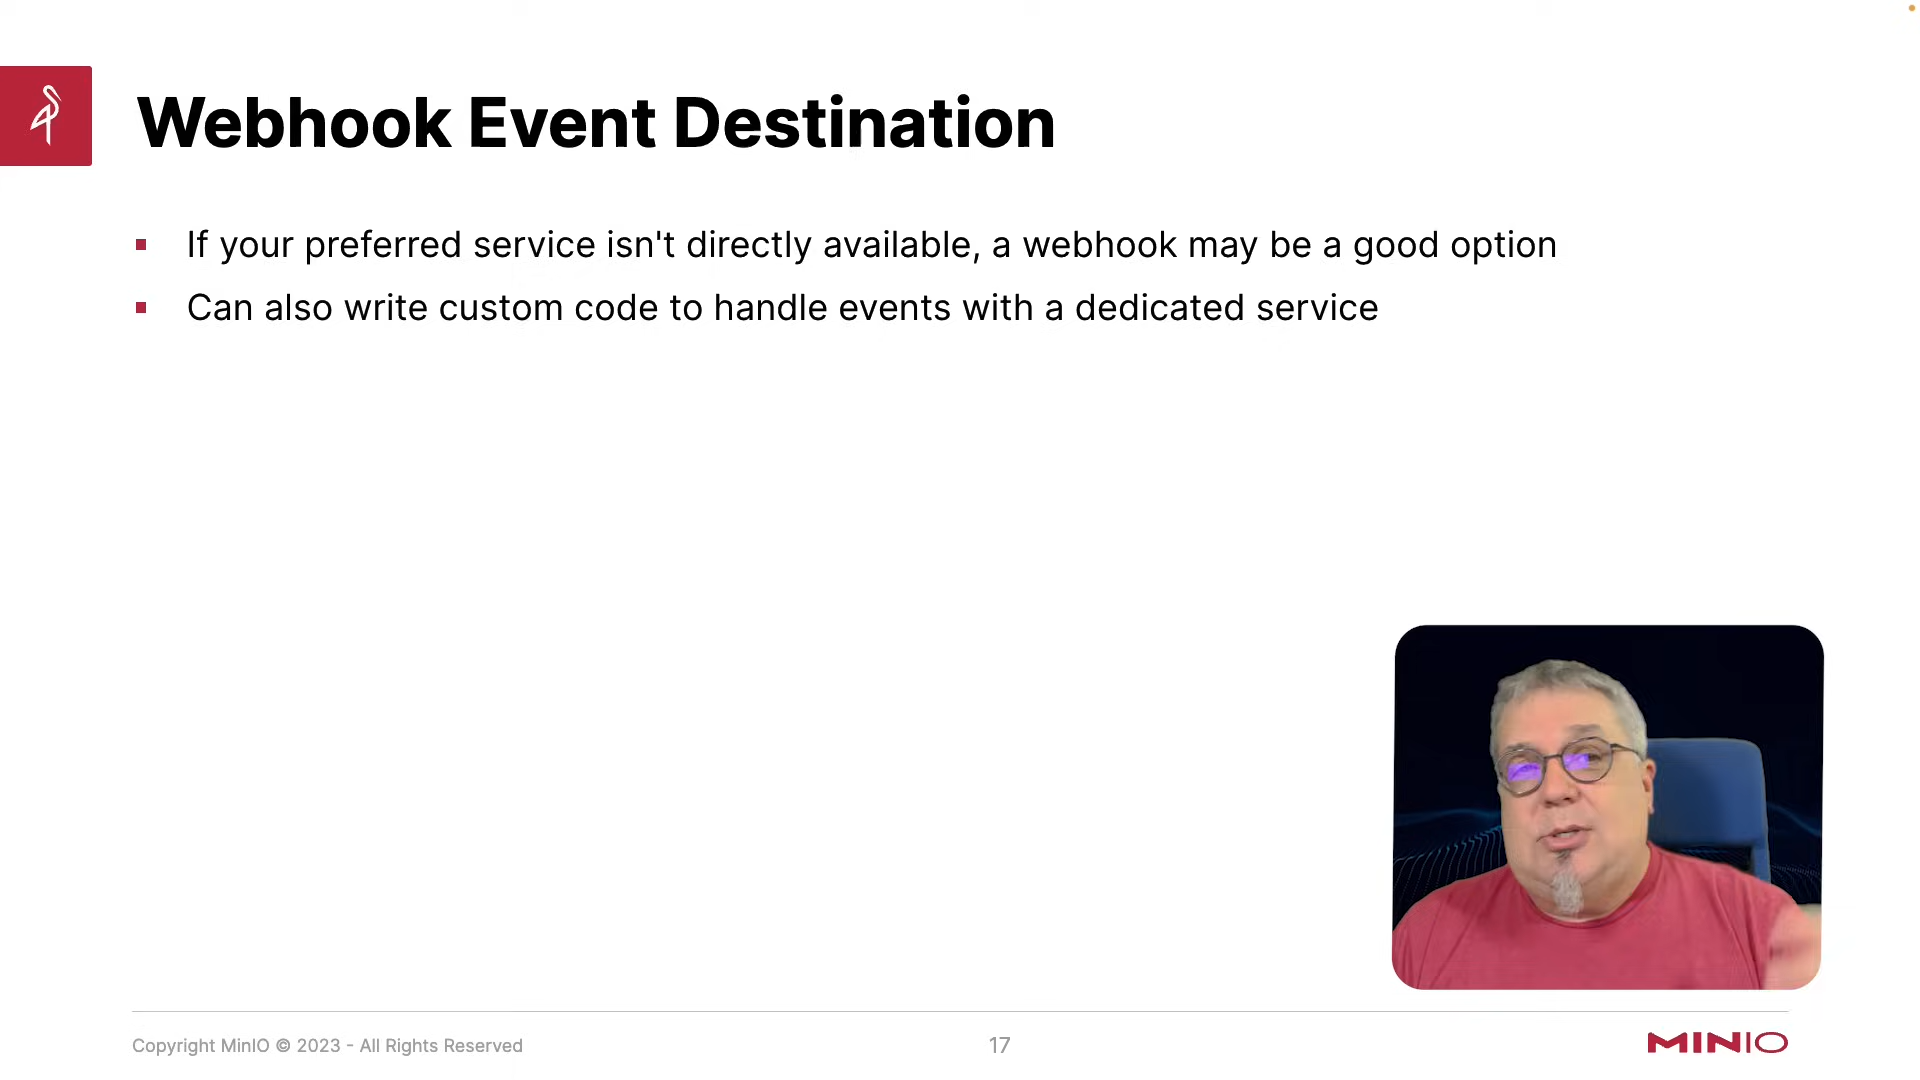 Webhook Event Destination
If your preferred service isn't directly available, a webhook may be a good option
Can also write custom code to handle events with a dedicated service
Copyright MinIO © 2023 - All Rights Reserved
17
MINIO